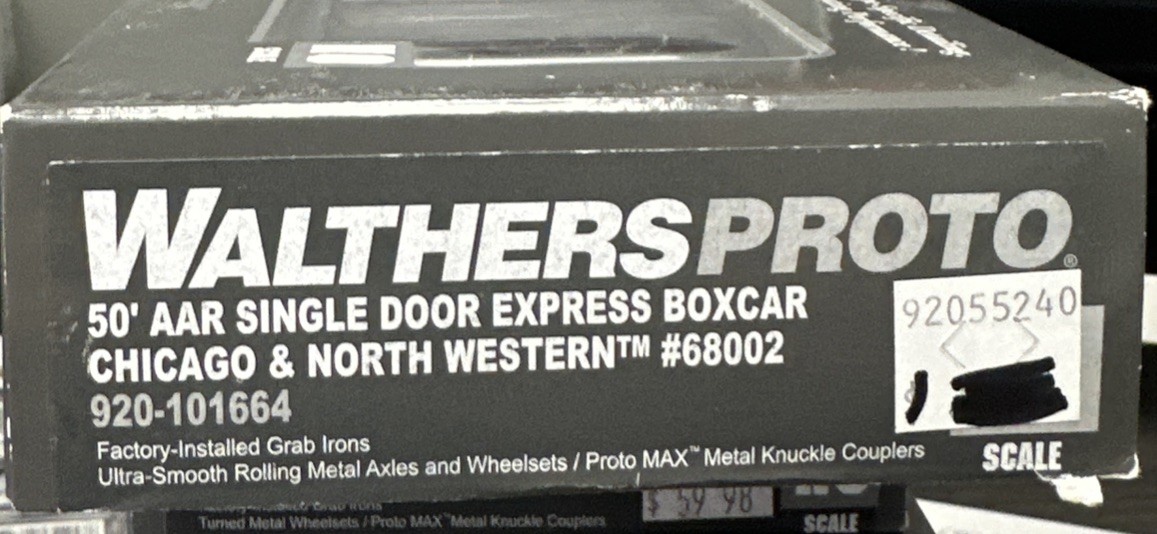 WALTHERSPROTO®
50' AAR SINGLE DOOR EXPRESS BOXCAR
CHICAGO & NORTH WESTERN™ #68002
920-101664
Factory-Installed Grab Irons
Ultra-Smooth Rolling Metal Axles and Wheelsets / Proto MAX™ Metal Knuckle Couplers
92055240
SCALE
Grab Irons
$ 59 98
Turned Metal Wheelsets / Proto MAX™ Metal Knuckle Couplers
SCALE